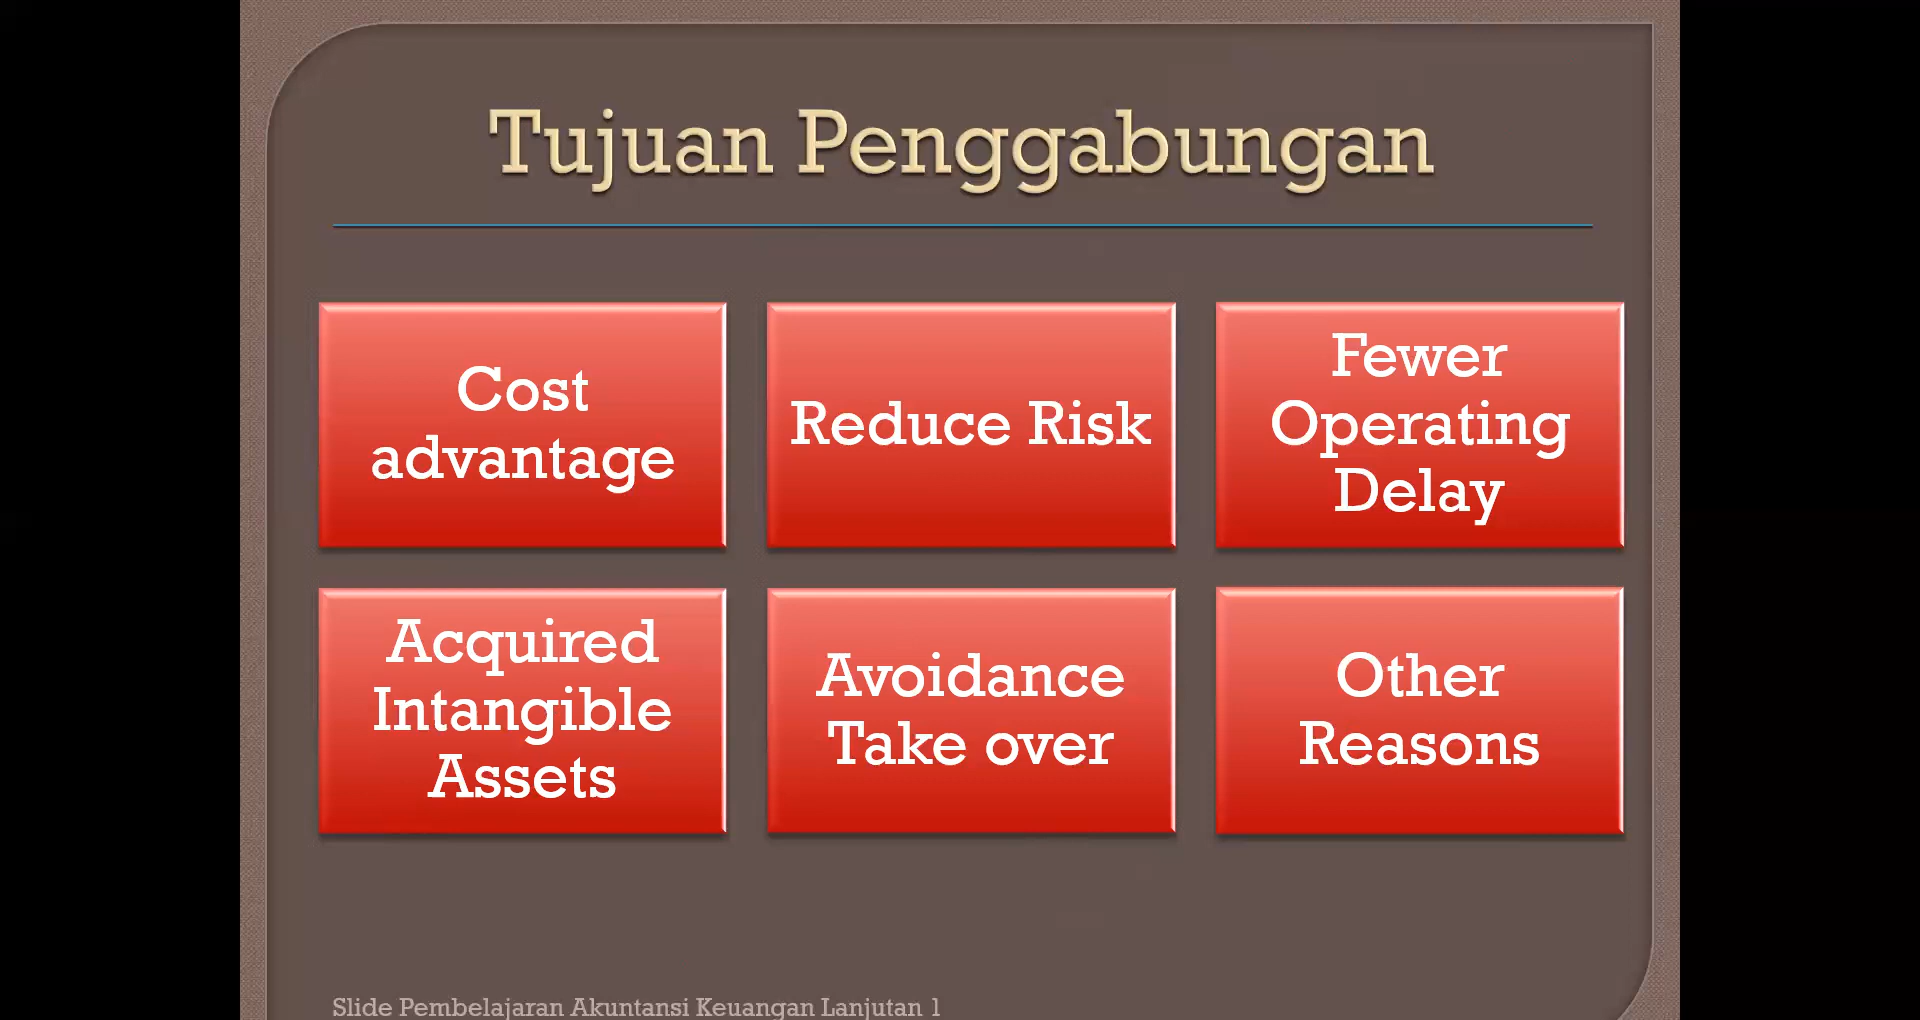 Tujuan Penggabungan
Cost
advantage
Reduce Risk
Fewer
Operating
Delay
Acquired
Intangible
Assets
Avoidance
Take over
Other
Reasons
Slide Pembelajaran Akuntansi Keuangan Lanjutan 1